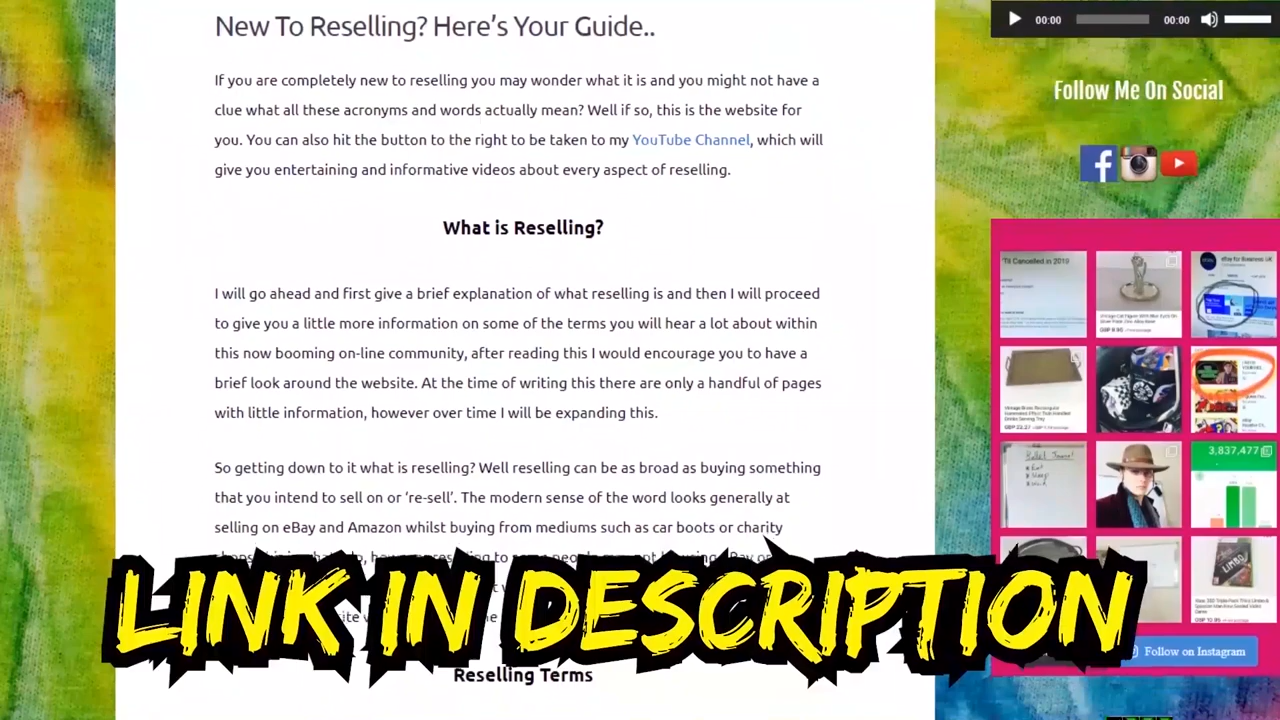 New To Reselling? Here's Your Guide..
If you are completely new to reselling you may wonder what it is and you might not have a
clue what all these acronyms and words actually mean? Well if so, this is the website for
you. You can also hit the button to the right to be taken to my YouTube Channel, which will
give you entertaining and informative videos about every aspect of reselling.
What is Reselling?
I will go ahead and first give a brief explanation of what reselling is and then I will proceed
to give you a little more information on some of the terms you will hear a lot about within
this now booming on-line community, after reading this I would encourage you to have a
brief look around the website. At the time of writing this there are only a handful of pages
with little information, however over time I will be expanding this.
So getting down to it what is reselling? Well reselling can be as broad as buying something
that you intend to sell on or 're-sell'. The modern sense of the word looks generally at
selling on eBay and Amazon whilst buying from mediums such as car boots or charity
LINK IN DESCRIPTION
Reselling Terms
00:00 00:00
Follow Me On Social
'Til Cancelled in 2019
eBay for Business UK
Bullet Journal
3,837,477
LIMBO
Follow on Instagram